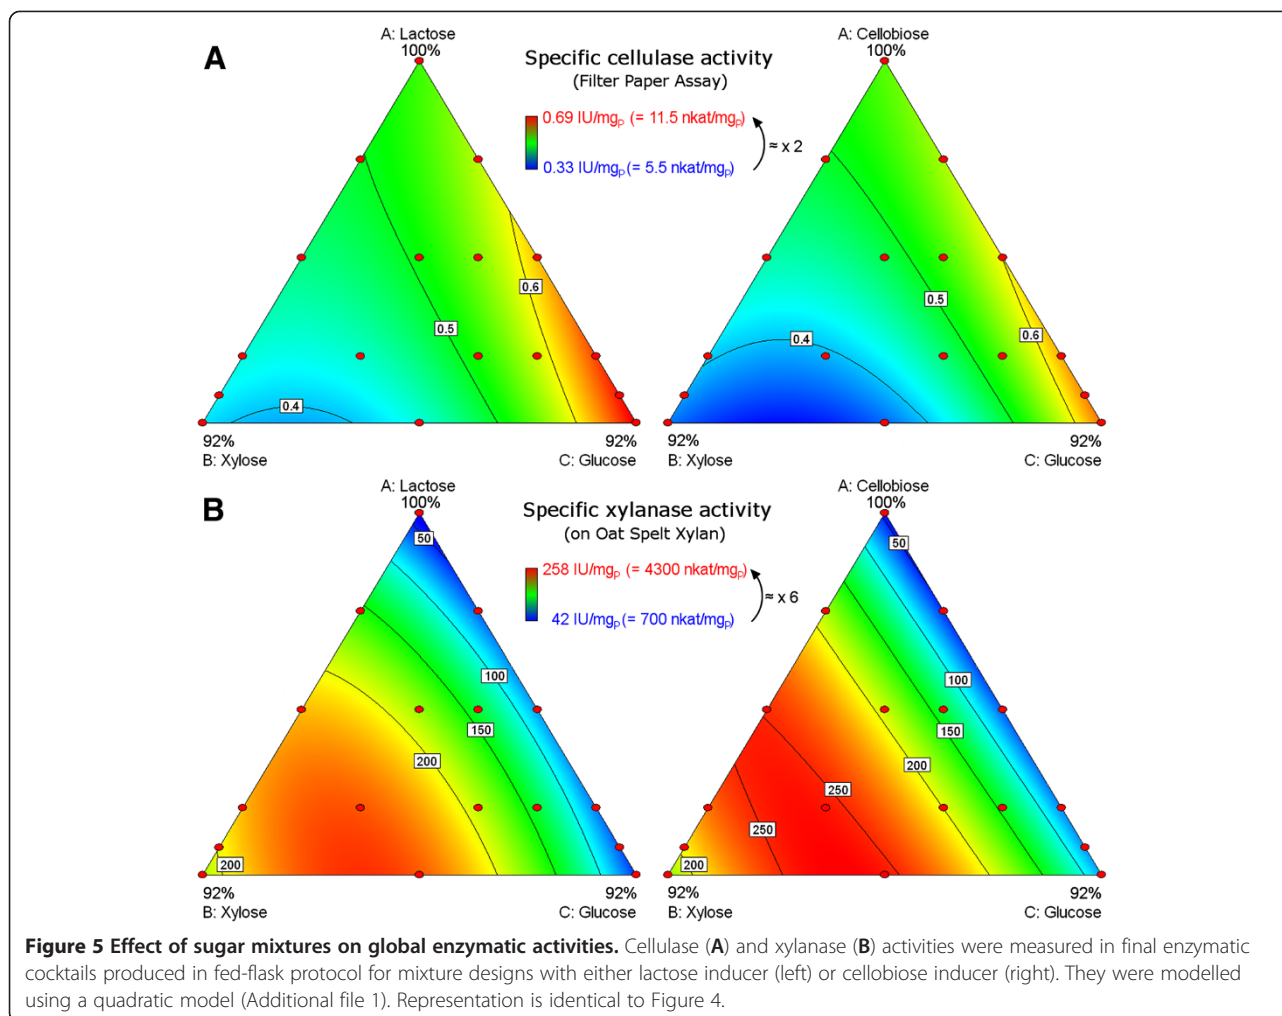 A
A: Lactose
100%
Specific cellulase activity
(Filter Paper Assay)
0.69 IU/mgp (= 11.5 nkat/mgp)
≈ x 2
0.33 IU/mgp (= 5.5 nkat/mgp)
A: Cellobiose
100%
0.6
0.5
0.4
92%
B: Xylose
92%
C: Glucose
0.5
0.6
0.4
92%
B: Xylose
92%
C: Glucose
B
A: Lactose
100%
Specific xylanase activity
(on Oat Spelt Xylan)
258 IU/mgp (= 4300 nkat/mgp)
≈ x 6
42 IU/mgp (= 700 nkat/mgp)
A: Cellobiose
100%
50
100
150
200
200
92%
B: Xylose
92%
C: Glucose
50
100
150
200
250
250
200
92%
B: Xylose
92%
C: Glucose
Figure 5 Effect of sugar mixtures on global enzymatic activities. Cellulase (A) and xylanase (B) activities were measured in final enzymatic
cocktails produced in fed-flask protocol for mixture designs with either lactose inducer (left) or cellobiose inducer (right). They were modelled
using a quadratic model (Additional file 1). Representation is identical to Figure 4.